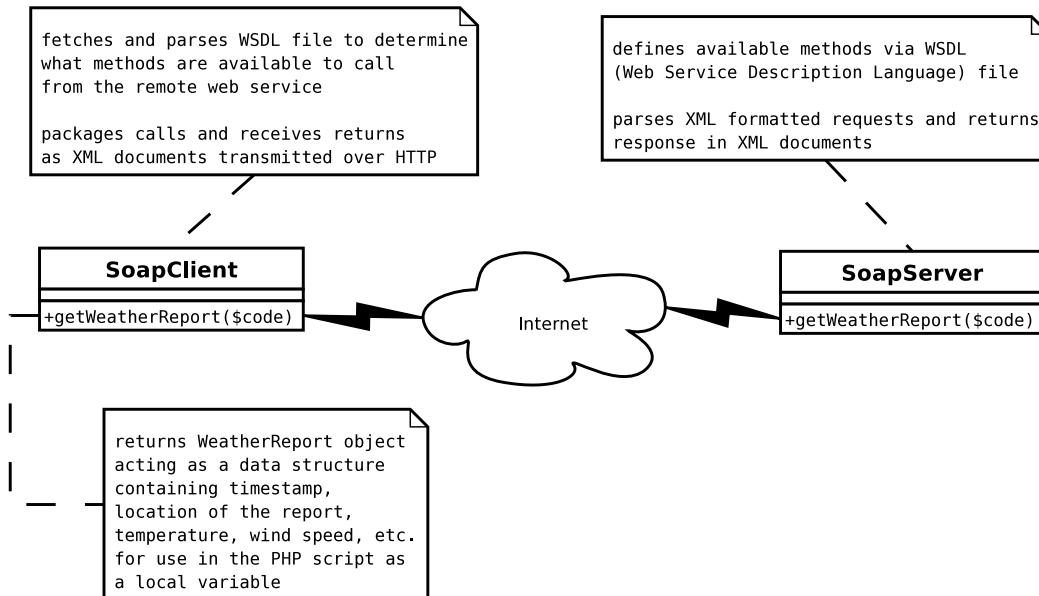 fetches and parses WSDL file to determine
what methods are available to call
from the remote web service
packages calls and receives returns
as XML documents transmitted over HTTP
defines available methods via WSDL
(Web Service Description Language) file
parses XML formatted requests and returns
response in XML documents
SoapClient
+getWeatherReport($code)
Internet
SoapServer
+getWeatherReport($code)
returns WeatherReport object
acting as a data structure
containing timestamp,
location of the report,
temperature, wind speed, etc.
for use in the PHP script as
a local variable